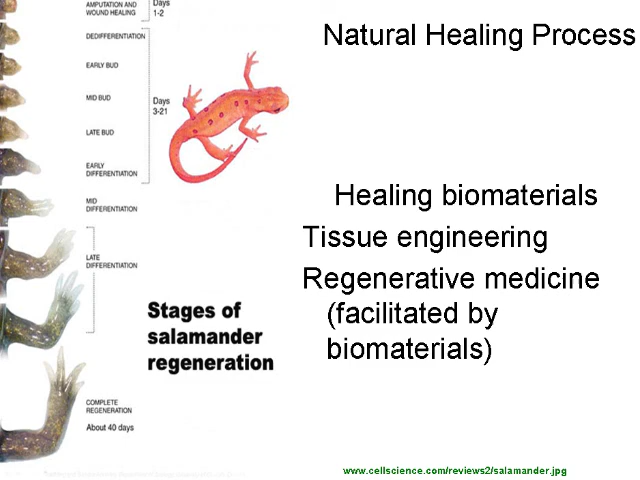 AMPUTATION AND
WOUND HEALING
Days
1-2
DEDIFFERENTIATION
EARLY BUD
MID BUD
Days
3-21
LATE BUD
EARLY
DIFFERENTIATION
MID
DIFFERENTIATION
LATE
DIFFERENTIATION
Stages of
salamander
regeneration
COMPLETE
REGENERATION
About 40 days
Natural Healing Process
Healing biomaterials
Tissue engineering
Regenerative medicine
(facilitated by
biomaterials)
www.cellscience.com/reviews2/salamander.jpg